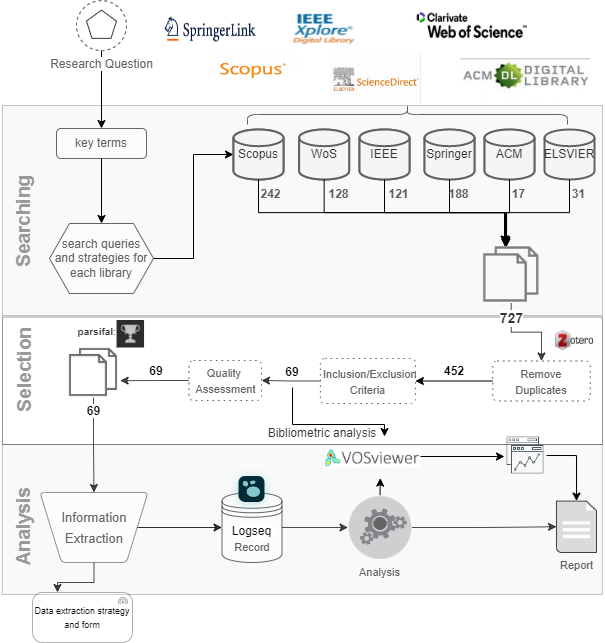 SpringerLink
IEEE
Xplore®
Digital Library
Clarivate
Web of Science™
Research Question
Scopus®
ELSEVIER
ScienceDirect®
ACM DL DIGITAL
LIBRARY
Searching
key terms
Scopus
WoS
IEEE
Springer
ACM
ELSVIER
242
128
121
188
17
31
search queries
and strategies for
each library
727
Selection
parsifal:
Zotero
69
Quality
Assessment
69
Inclusion/Exclusion
Criteria
452
Remove
Duplicates
69
Bibliometric analysis
Analysis
VOSviewer
Information
Extraction
Logseq
Record
Analysis
Report
Data extraction strategy
and form